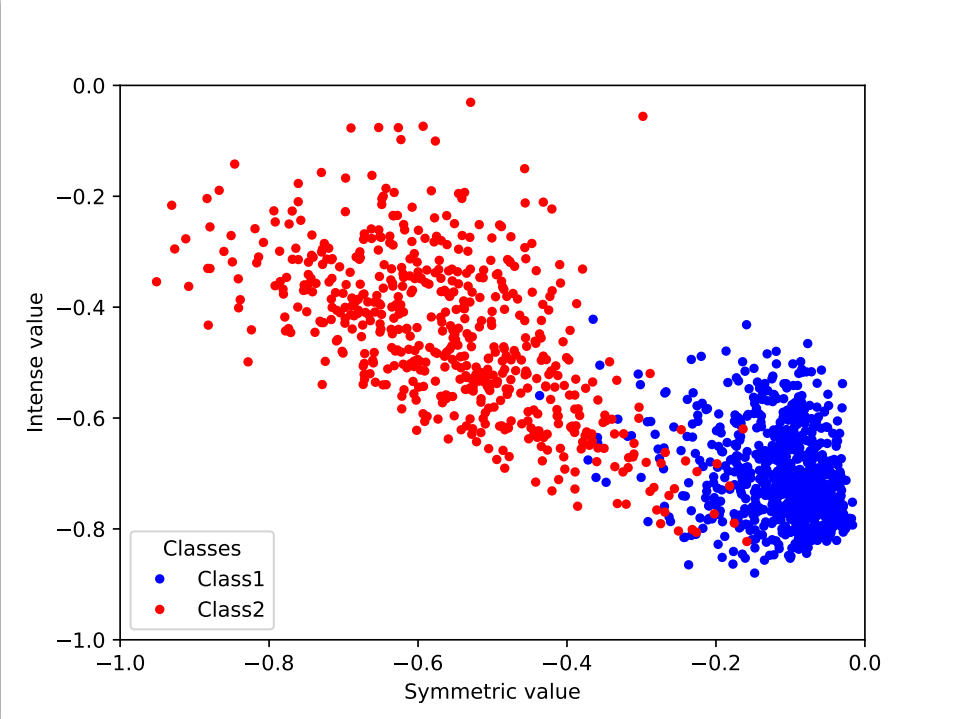 0.0
−0.2
−0.4
−0.6
−0.8
−1.0
Intense value
Classes
Class1
Class2
−1.0 −0.8 −0.6 −0.4 −0.2 0.0
Symmetric value